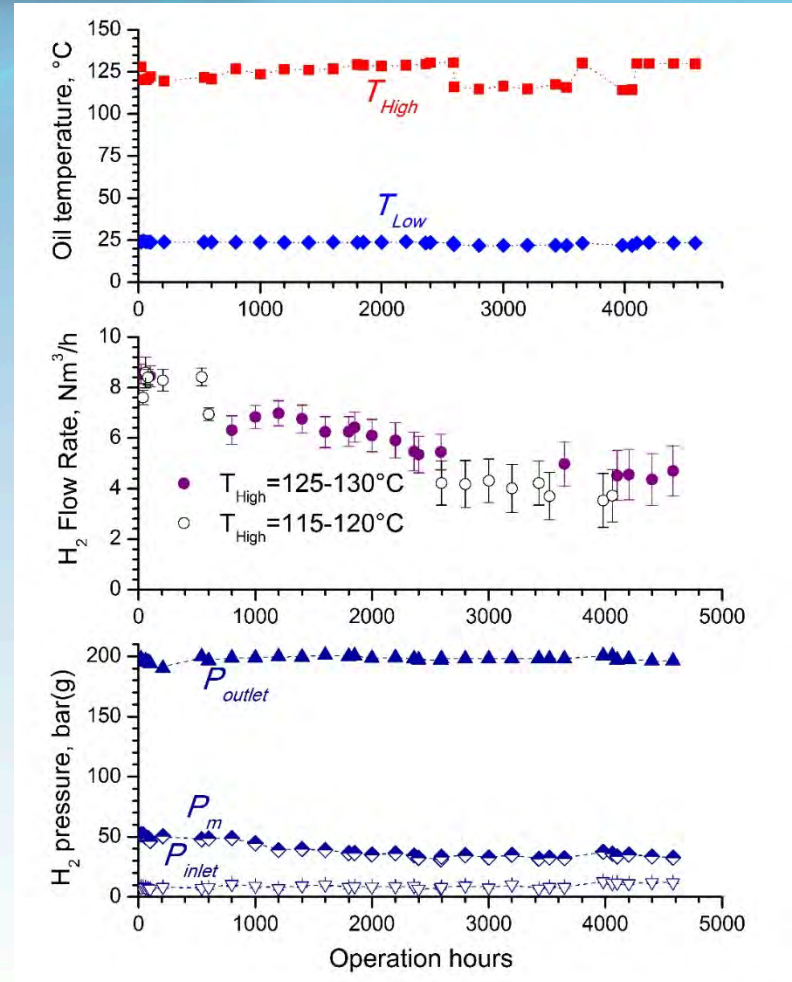 150
125
100
75
50
25
0
Oil temperature, °C
T_High
T_Low
0 1000 2000 3000 4000
10
8
6
4
2
0
H₂ Flow Rate, Nm³/h
T_High=125-130°C
T_High=115-120°C
0 1000 2000 3000 4000 5000
200
150
100
50
0
H₂ pressure, bar(g)
P_outlet
P_m
P_inlet
0 1000 2000 3000 4000 5000
Operation hours